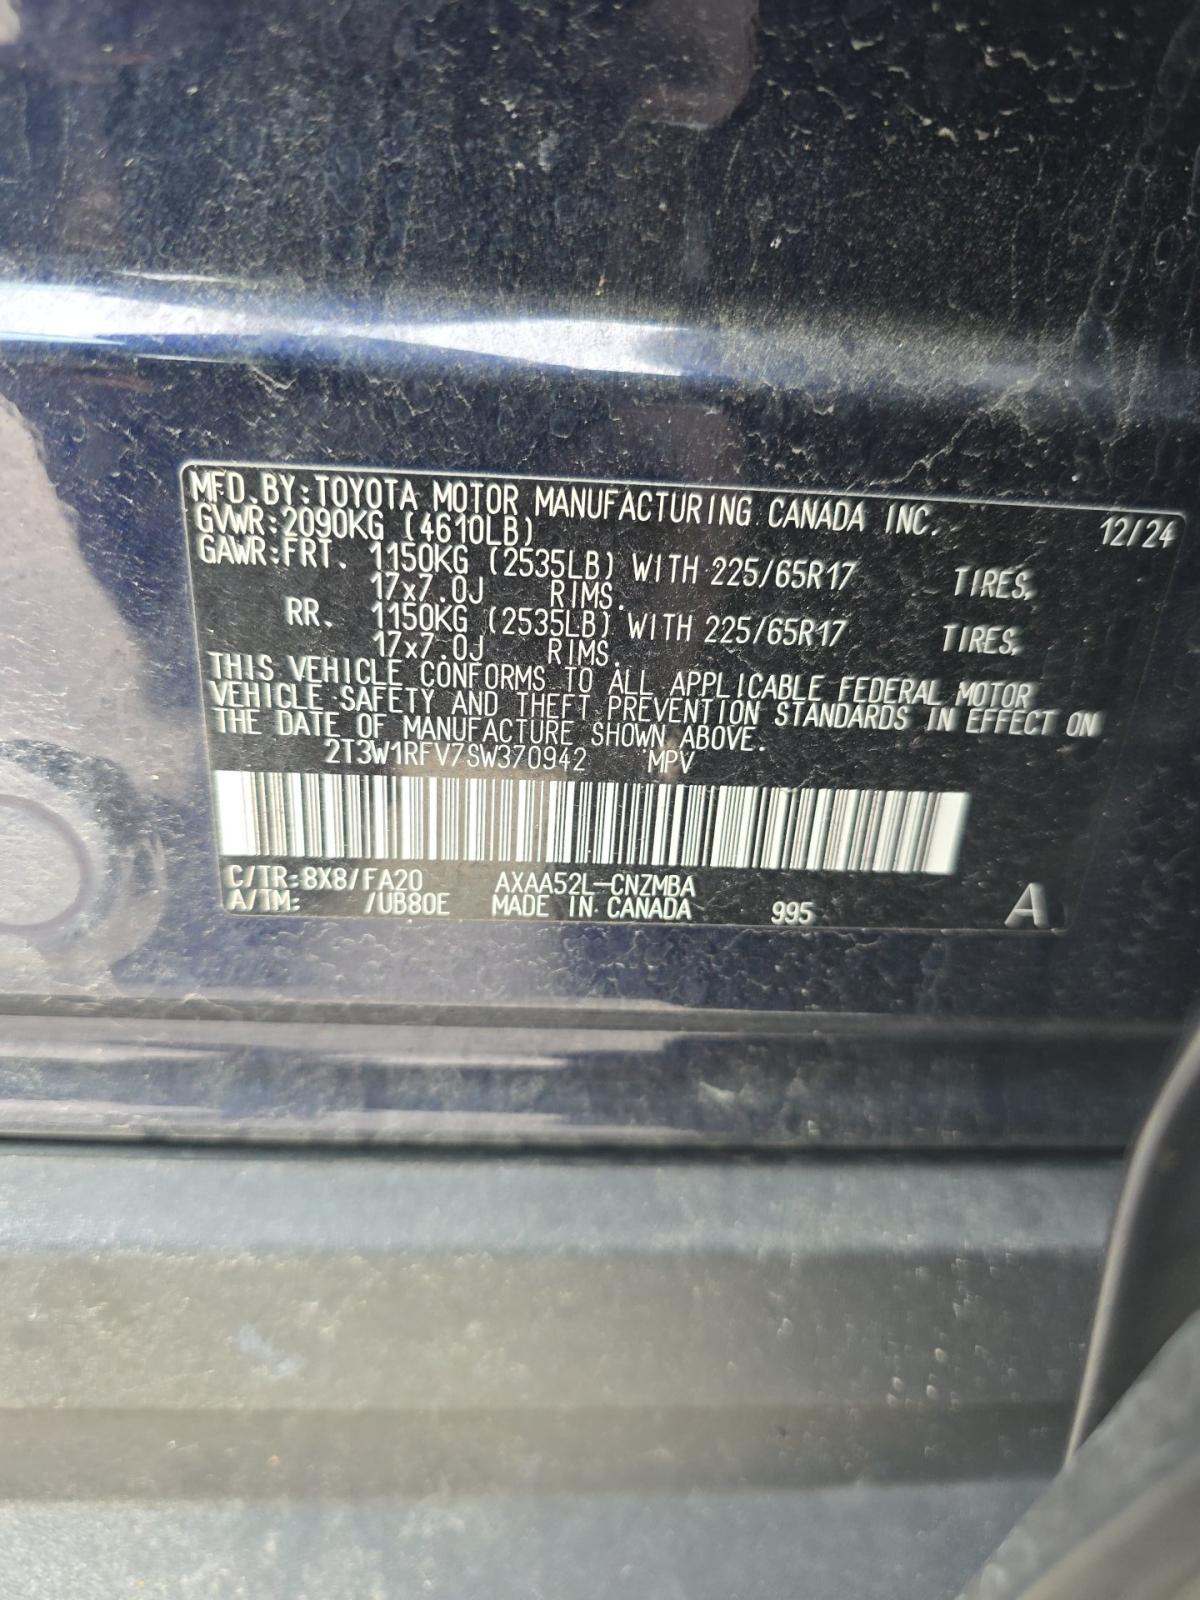 MFD.BY:TOYOTA MOTOR MANUFACTURING CANADA INC. 12/24
GVWR:2090KG (4610LB)
GAWR:FRT. 1150KG (2535LB) WITH 225/65R17 TIRES,
17x7.0J RIMS.
RR. 1150KG (2535LB) WITH 225/65R17 TIRES,
17x7.0J RIMS.
THIS VEHICLE CONFORMS TO ALL APPLICABLE FEDERAL MOTOR
VEHICLE SAFETY AND THEFT PREVENTION STANDARDS IN EFFECT ON
THE DATE OF MANUFACTURE SHOWN ABOVE.
2T3W1RFV7SW370942 MPV
C/TR:8X8/FA20 AXAA52L-CNZMBA
A/TM: /UB80E MADE IN CANADA 995 A